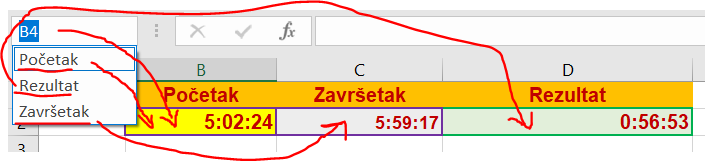 B4
fx
Početak
Rezultat
Završetak
B C D
Početak Završetak Rezultat
2 5:02:24 5:59:17 0:56:53
3